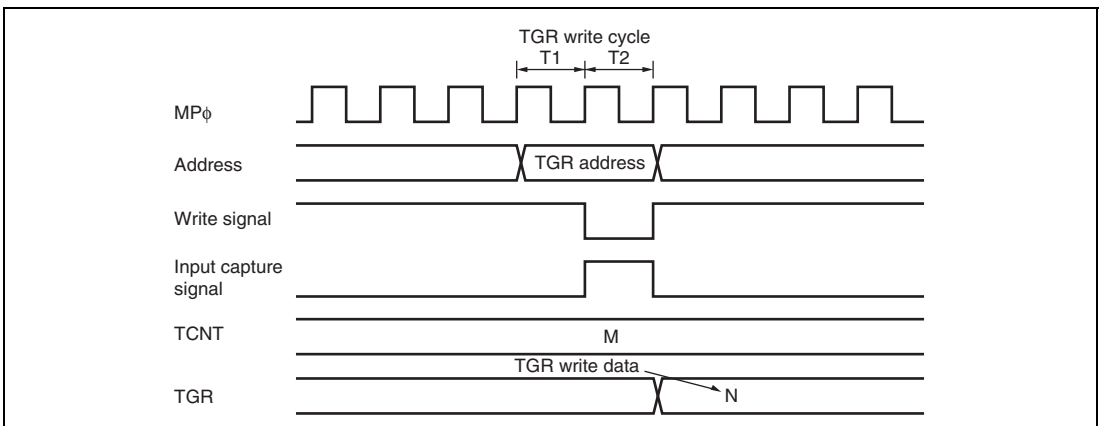 TGR write cycle
T1 T2
MPϕ
Address
TGR address
Write signal
Input capture
signal
TCNT
M
TGR write data
TGR
N